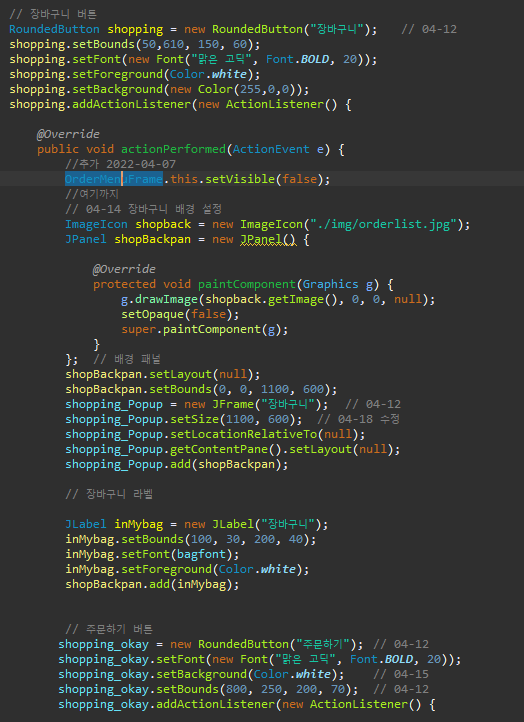 // 장바구니 버튼
RoundedButton shopping = new RoundedButton("장바구니");   // 04-12
shopping.setBounds(50,610, 150, 60);
shopping.setFont(new Font("맑은 고딕", Font.BOLD, 20));
shopping.setForeground(Color.white);
shopping.setBackground(new Color(255,0,0));
shopping.addActionListener(new ActionListener() {
@Override
public void actionPerformed(ActionEvent e) {
//추가 2022-04-07
OrderMenuFrame.this.setVisible(false);
//여기까지
// 04-14 장바구니 배경 설정
ImageIcon shopback = new ImageIcon("./img/orderlist.jpg");
JPanel shopBackpan = new JPanel() {
@Override
protected void paintComponent(Graphics g) {
g.drawImage(shopback.getImage(), 0, 0, null);
setOpaque(false);
super.paintComponent(g);
}
};  // 배경 패널
shopBackpan.setLayout(null);
shopBackpan.setBounds(0, 0, 1100, 600);
shopping_Popup = new JFrame("장바구니");  // 04-12
shopping_Popup.setSize(1100, 600);  // 04-18 수정
shopping_Popup.setLocationRelativeTo(null);
shopping_Popup.getContentPane().setLayout(null);
shopping_Popup.add(shopBackpan);
// 장바구니 라벨
JLabel inMybag = new JLabel("장바구니");
inMybag.setBounds(100, 30, 200, 40);
inMybag.setFont(bagfont);
inMybag.setForeground(Color.white);
shopBackpan.add(inMybag);
// 주문하기 버튼
shopping_okay = new RoundedButton("주문하기"); // 04-12
shopping_okay.setFont(new Font("맑은 고딕", Font.BOLD, 20));
shopping_okay.setBackground(Color.white);    // 04-15
shopping_okay.setBounds(800, 250, 200, 70);  // 04-12
shopping_okay.addActionListener(new ActionListener() {